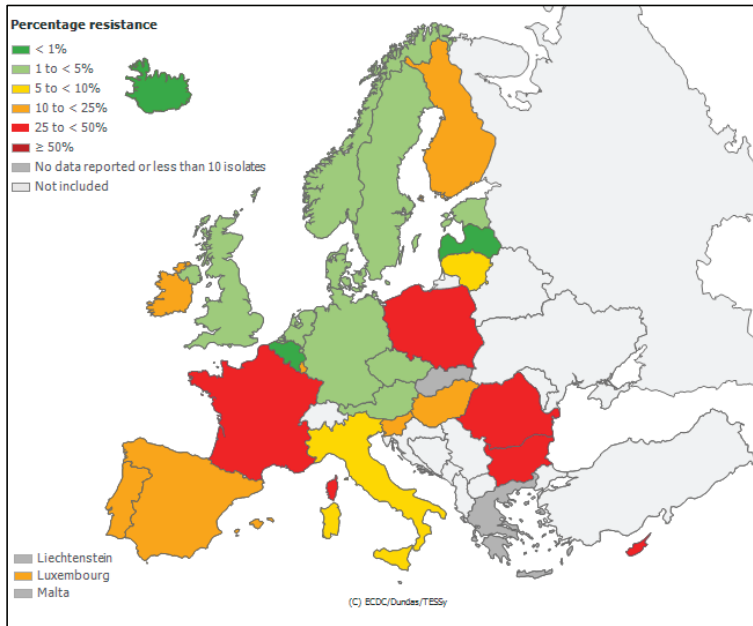 Percentage resistance
< 1%
1 to < 5%
5 to < 10%
10 to < 25%
25 to < 50%
≥ 50%
No data reported or less than 10 isolates
Not included
Liechtenstein
Luxembourg
Malta
(C) ECDC/Dundas/TESSy